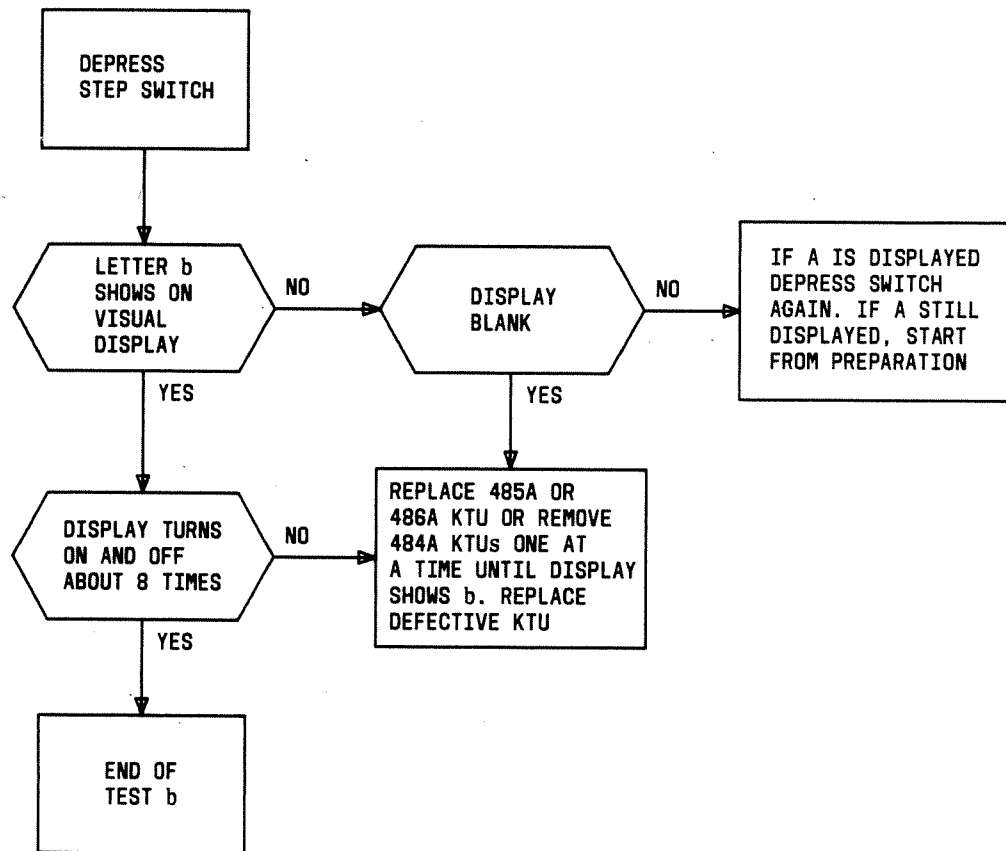 DEPRESS
STEP SWITCH
LETTER b
SHOWS ON
VISUAL
DISPLAY
NO
DISPLAY
BLANK
NO
IF A IS DISPLAYED
DEPRESS SWITCH
AGAIN. IF A STILL
DISPLAYED, START
FROM PREPARATION
YES
YES
DISPLAY TURNS
ON AND OFF
ABOUT 8 TIMES
NO
REPLACE 485A OR
486A KTU OR REMOVE
484A KTUs ONE AT
A TIME UNTIL DISPLAY
SHOWS b. REPLACE
DEFECTIVE KTU
YES
END OF
TEST b